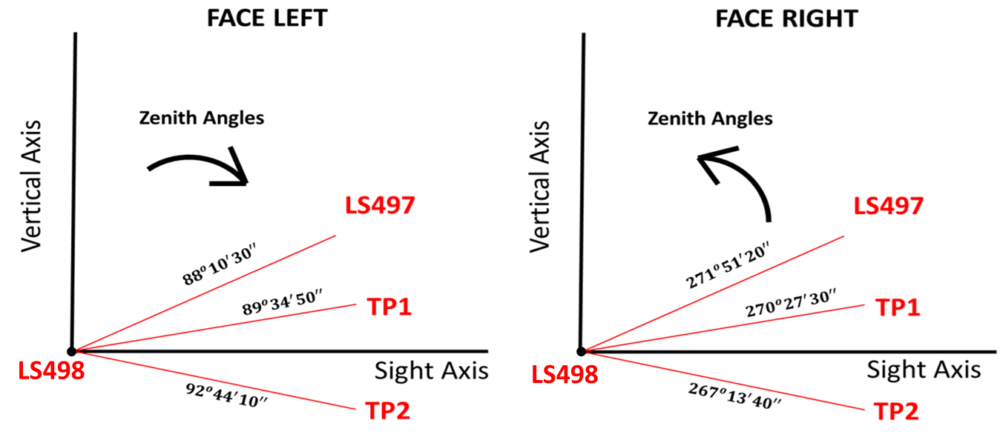 FACE LEFT
Vertical Axis
Zenith Angles
LS497
88°10′30″
89°34′50″
TP1
LS498
Sight Axis
92°44′10″
TP2
FACE RIGHT
Vertical Axis
Zenith Angles
LS497
271°51′20″
270°27′30″
TP1
LS498
Sight Axis
267°13′40″
TP2